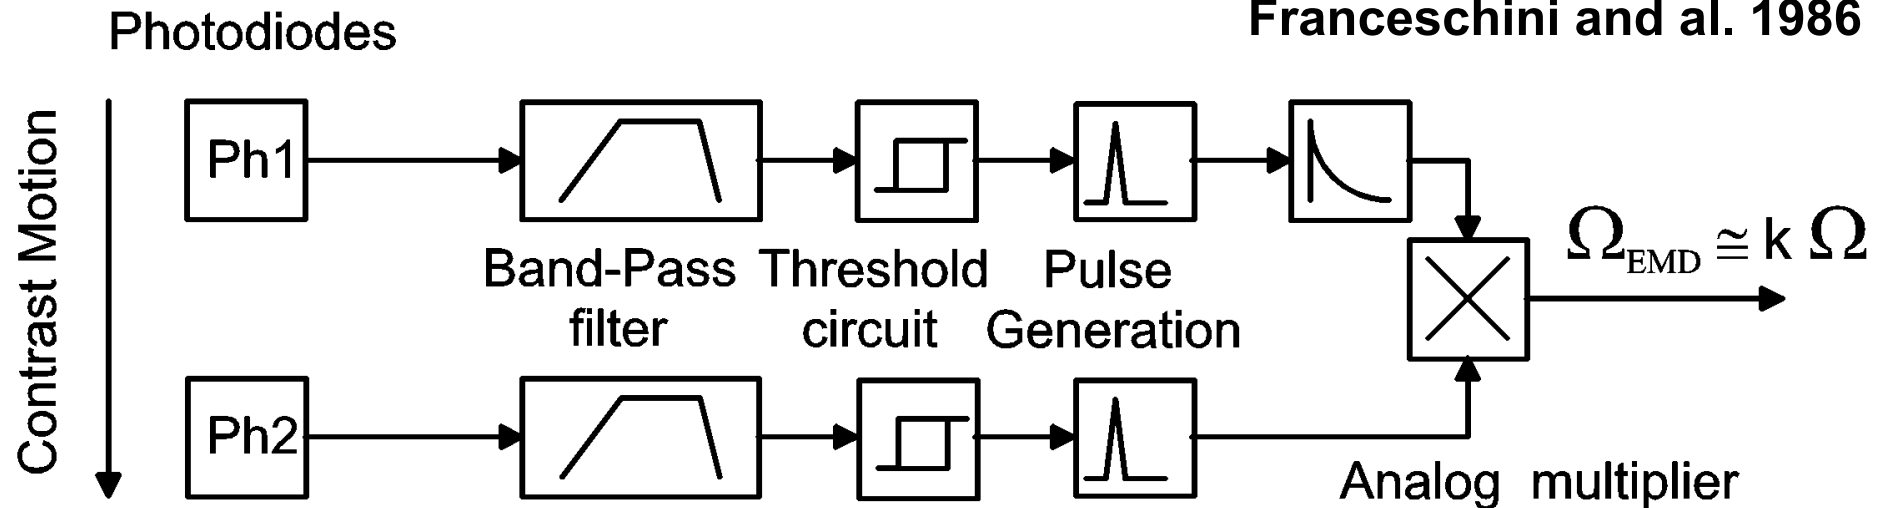 Photodiodes
Franceschini and al. 1986
Contrast Motion
Ph1
Band-Pass
filter
Threshold
circuit
Pulse
Generation
Ω_EMD ≅ k Ω
Ph2
Analog multiplier